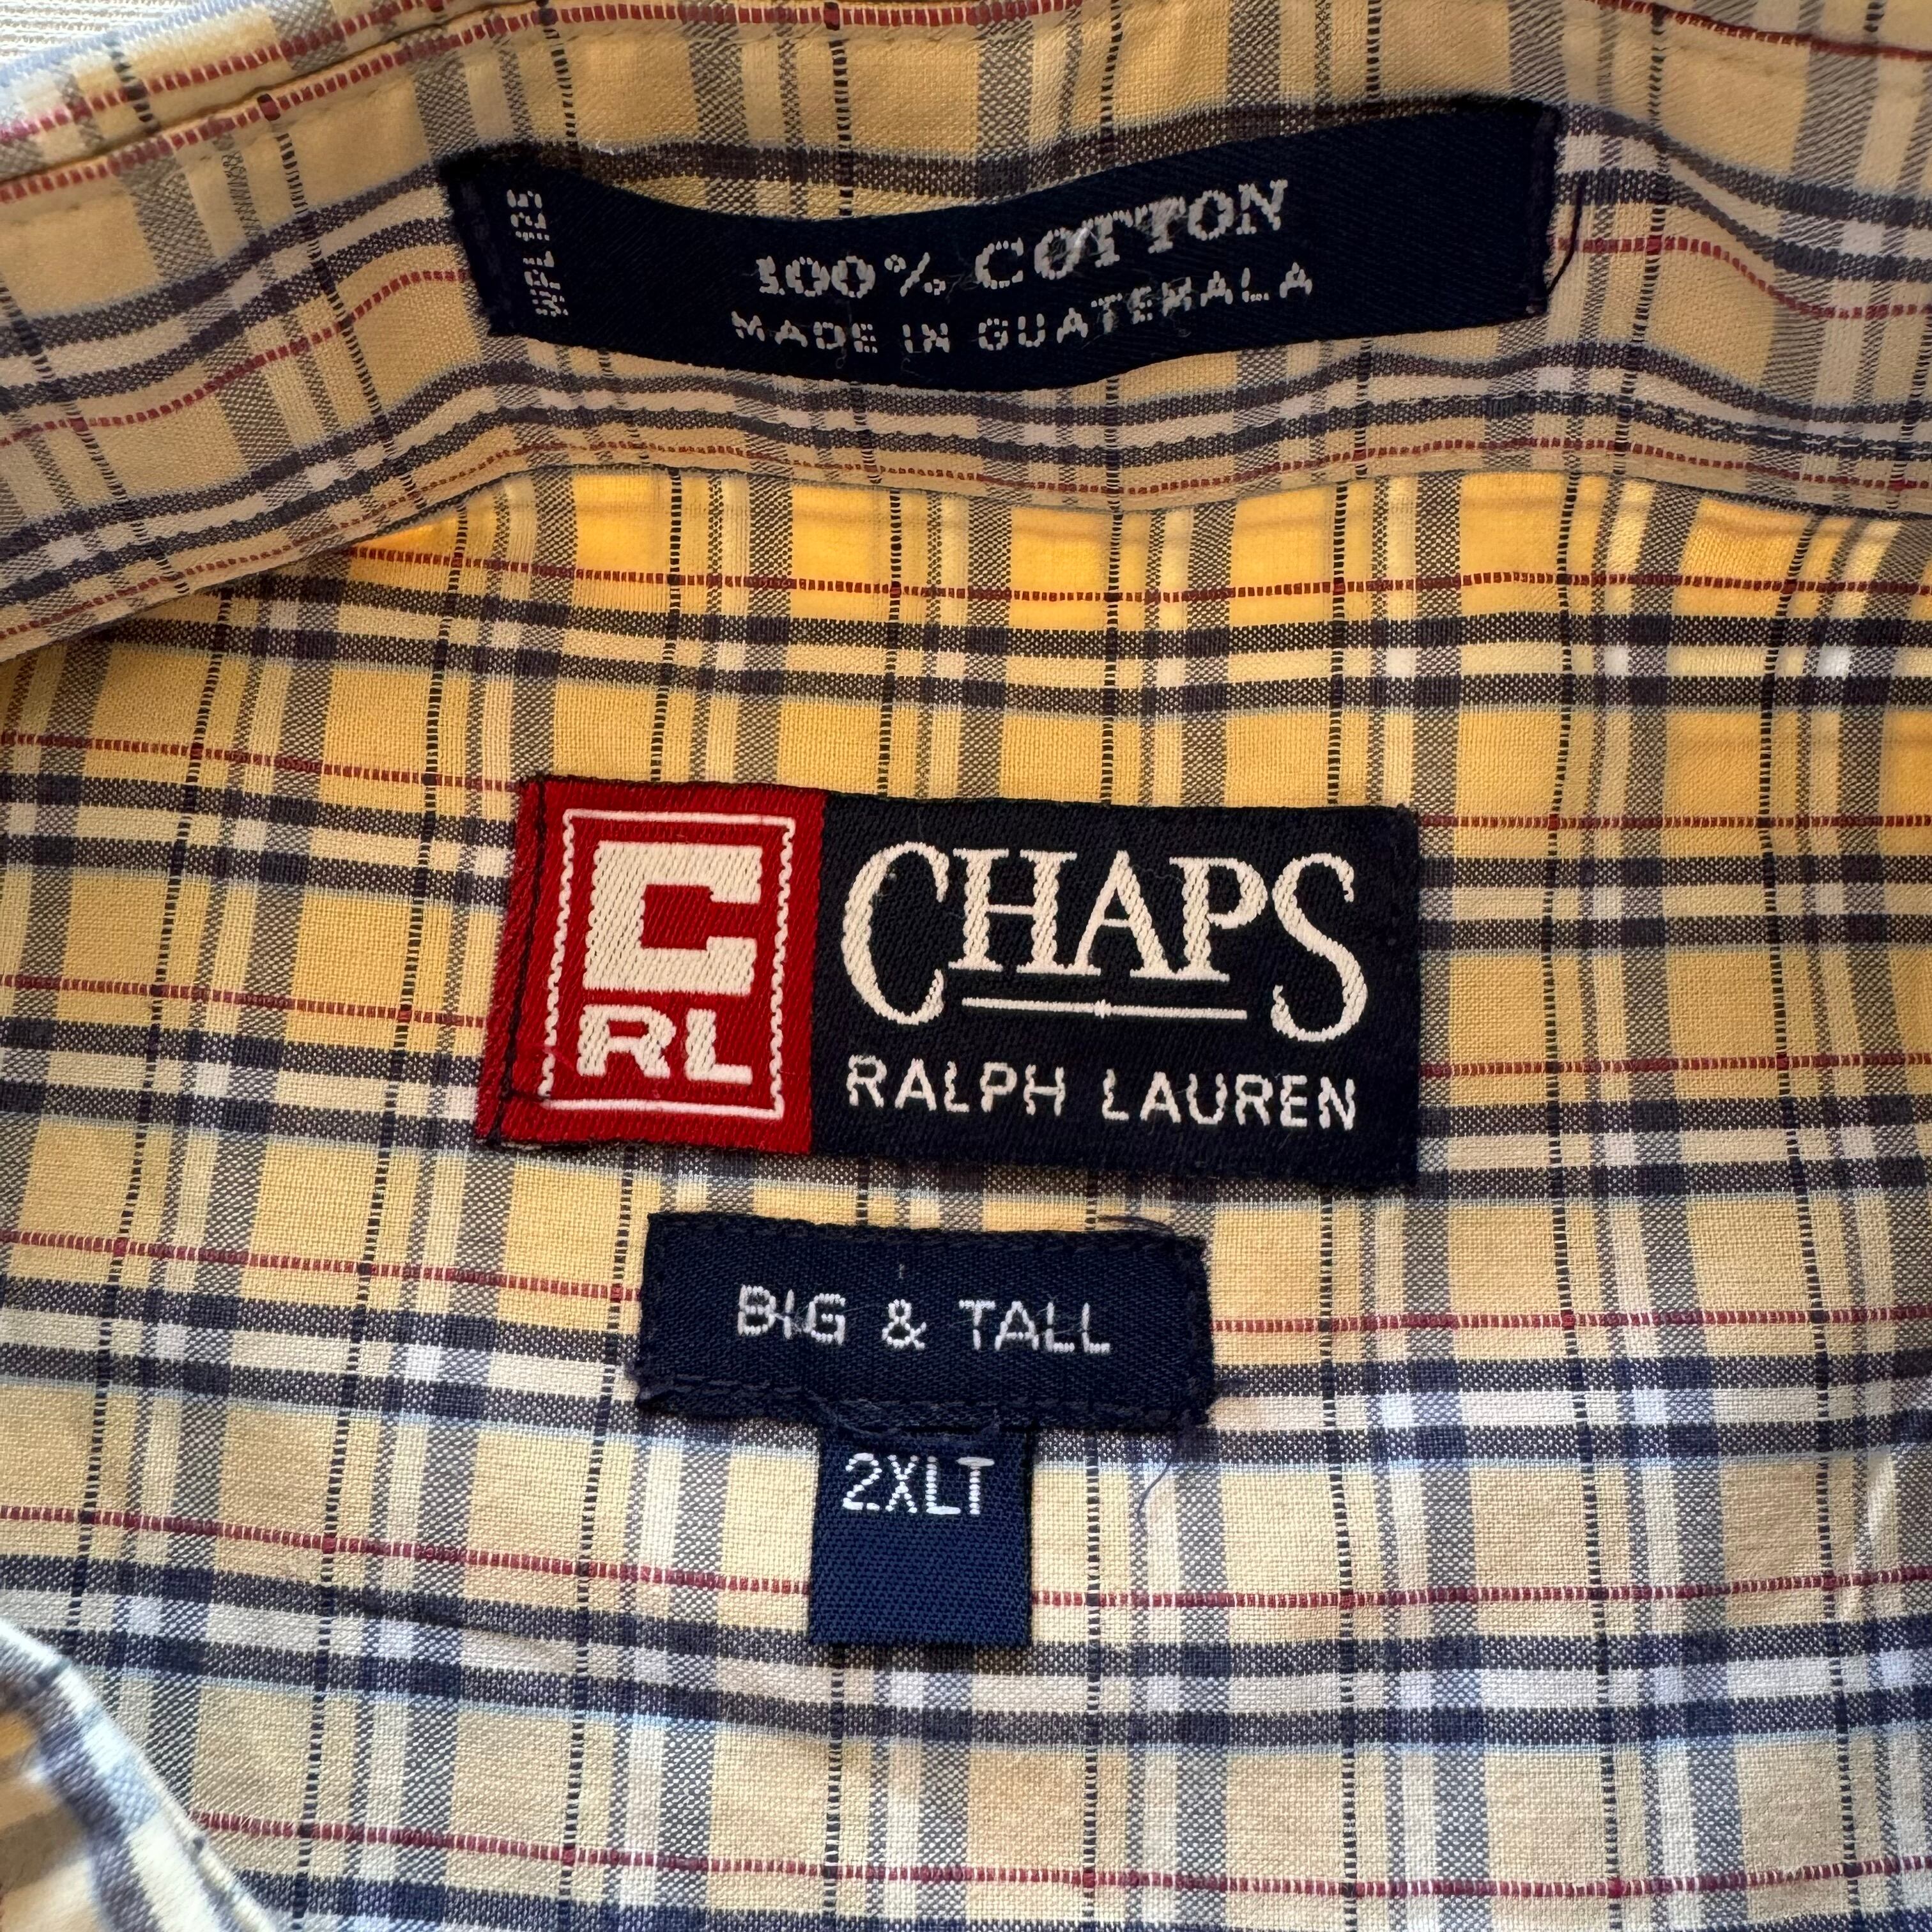 100% COTTON
MADE IN GUATEMALA
C
RL
CHAPS
RALPH LAUREN
BIG & TALL
2XLT